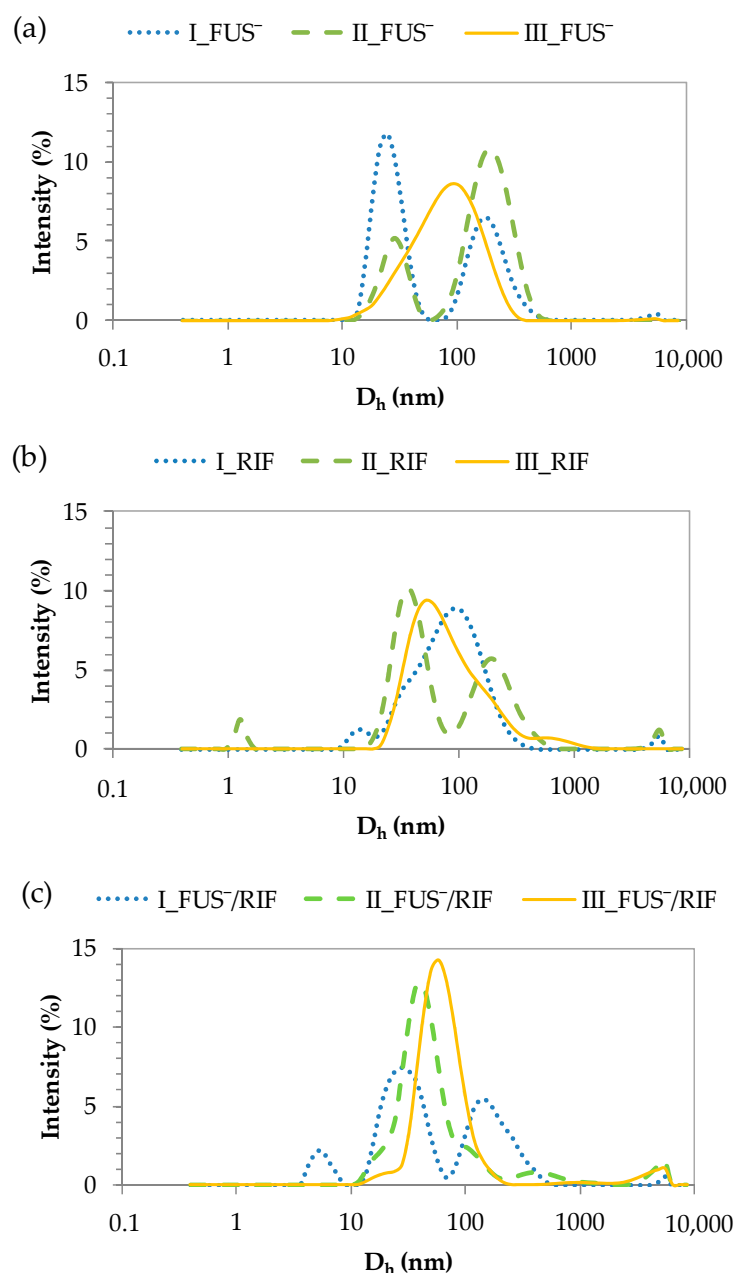 (a)
I_FUS⁻ II_FUS⁻ III_FUS⁻
Intensity (%)
15
10
5
0
0.1 1 10 100 1000 10,000
Dₕ (nm)
(b)
I_RIF II_RIF III_RIF
Intensity (%)
15
10
5
0
0.1 1 10 100 1000 10,000
Dₕ (nm)
(c)
I_FUS⁻/RIF II_FUS⁻/RIF III_FUS⁻/RIF
Intensity (%)
15
10
5
0
0.1 1 10 100 1000 10,000
Dₕ (nm)